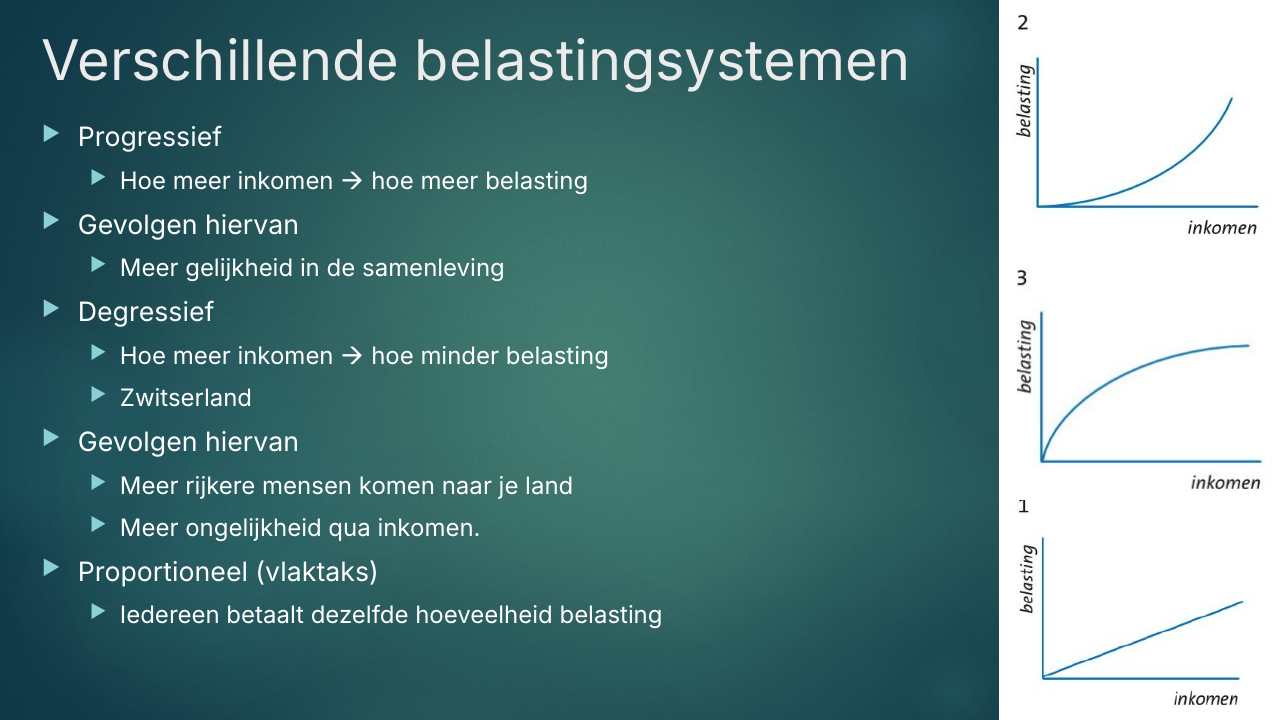 Verschillende belastingsystemen
Progressief
Hoe meer inkomen → hoe meer belasting
Gevolgen hiervan
Meer gelijkheid in de samenleving
Degressief
Hoe meer inkomen → hoe minder belasting
Zwitserland
Gevolgen hiervan
Meer rijkere mensen komen naar je land
Meer ongelijkheid qua inkomen.
Proportioneel (vlaktaks)
Iedereen betaalt dezelfde hoeveelheid belasting
2
belasting
inkomen
3
belasting
inkomen
1
belasting
inkomen